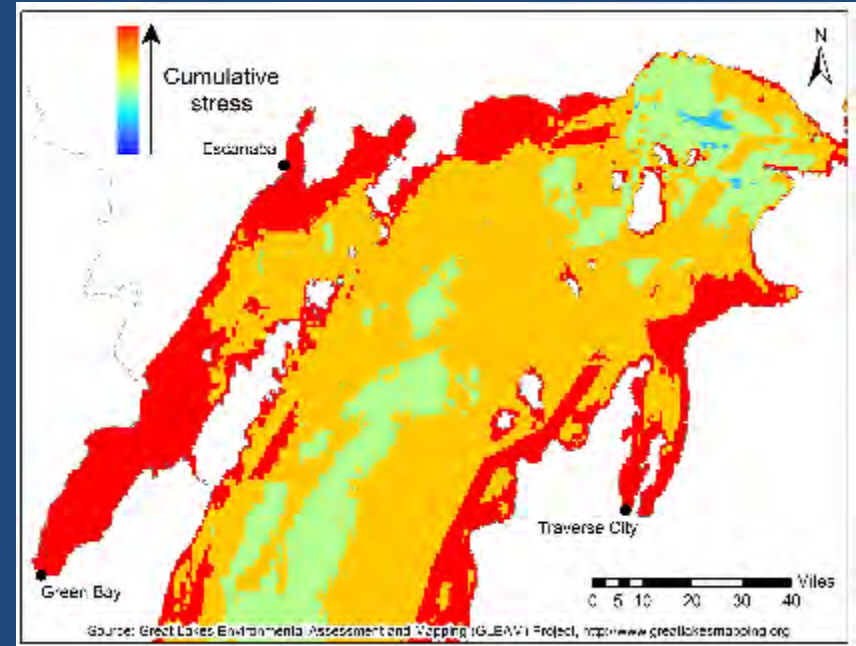 N
Cumulative
stress
Escanaba
Traverse City
Green Bay
Miles
0 5 10 20 30 40
Source: Great Lakes Environmental Assessment and Mapping (GLEAM) Project, http://www.greatlakesmapping.org